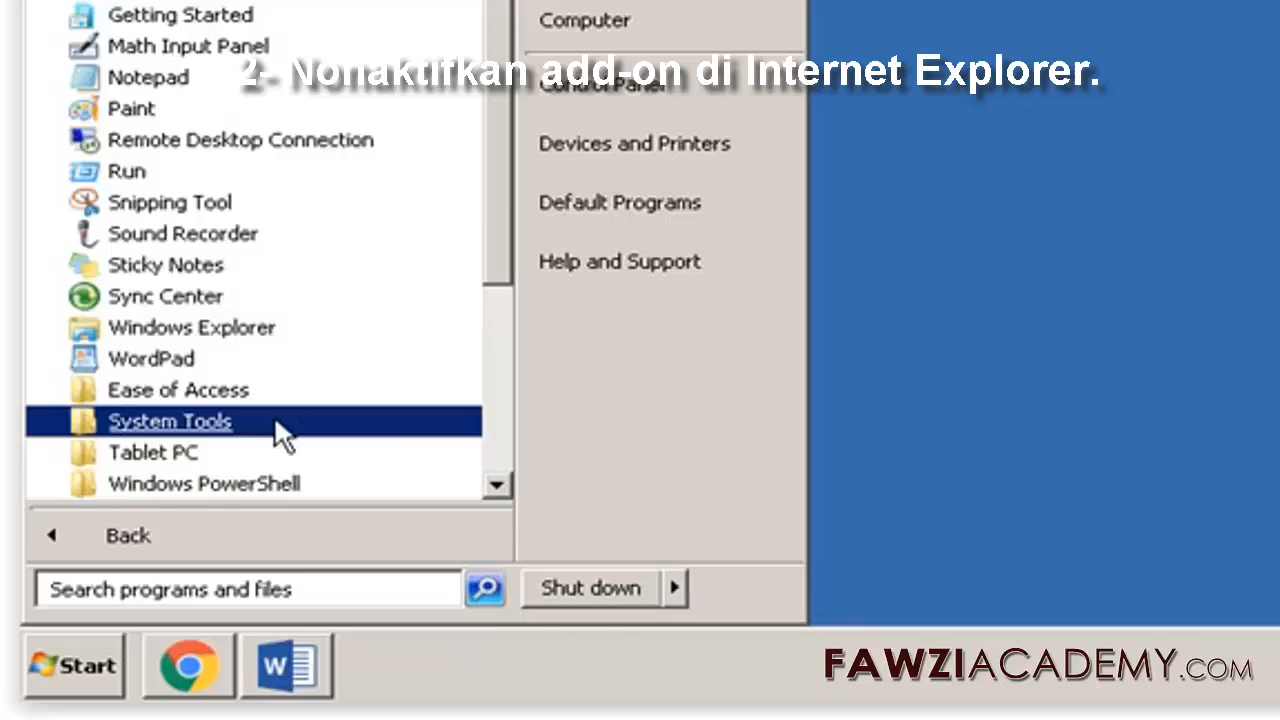 Getting Started
Math Input Panel
Notepad
Paint
Remote Desktop Connection
Run
Snipping Tool
Sound Recorder
Sticky Notes
Sync Center
Windows Explorer
WordPad
Ease of Access
System Tools
Tablet PC
Windows PowerShell
Back
Search programs and files
Computer
2- Nonaktifkan add-on di Internet Explorer.
Control Panel
Devices and Printers
Default Programs
Help and Support
Shut down
Start
W
FAWZIACADEMY.COM